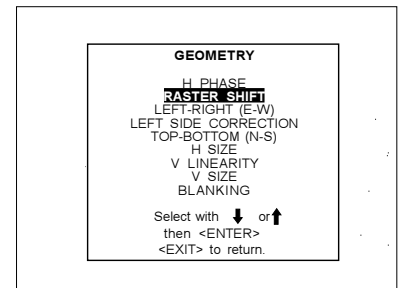 GEOMETRY
H PHASE
RASTER SHIFT
LEFT-RIGHT (E-W)
LEFT SIDE CORRECTION
TOP-BOTTOM (N-S)
H SIZE
V LINEARITY
V SIZE
BLANKING
Select with ⬇ or ⬆
then <ENTER>
<EXIT> to return.